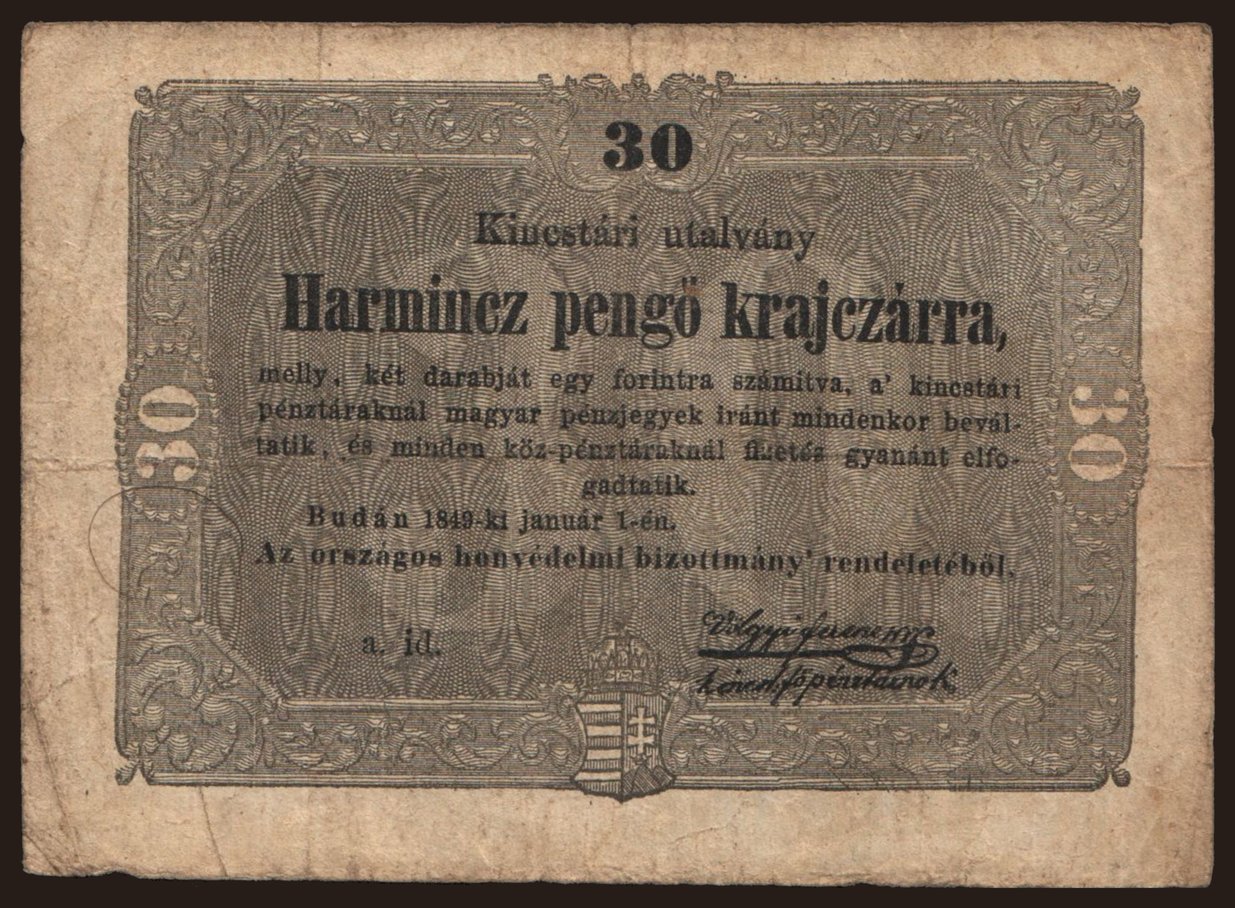 30
Kincstári utalvány
Harmincz pengő krajczárra,
melly, két darabját egy forintra számitva, a' kincstári
pénztáraknál magyar pénzjegyek iránt mindenkor bevál-
tatik, és minden köz-pénztáraknál fizetés gyanánt elfo-
gadtatik.
30
30
Budán 1849-ki január 1-én.
Az országos honvédelmi bizottmány' rendeletéből.
a. id.